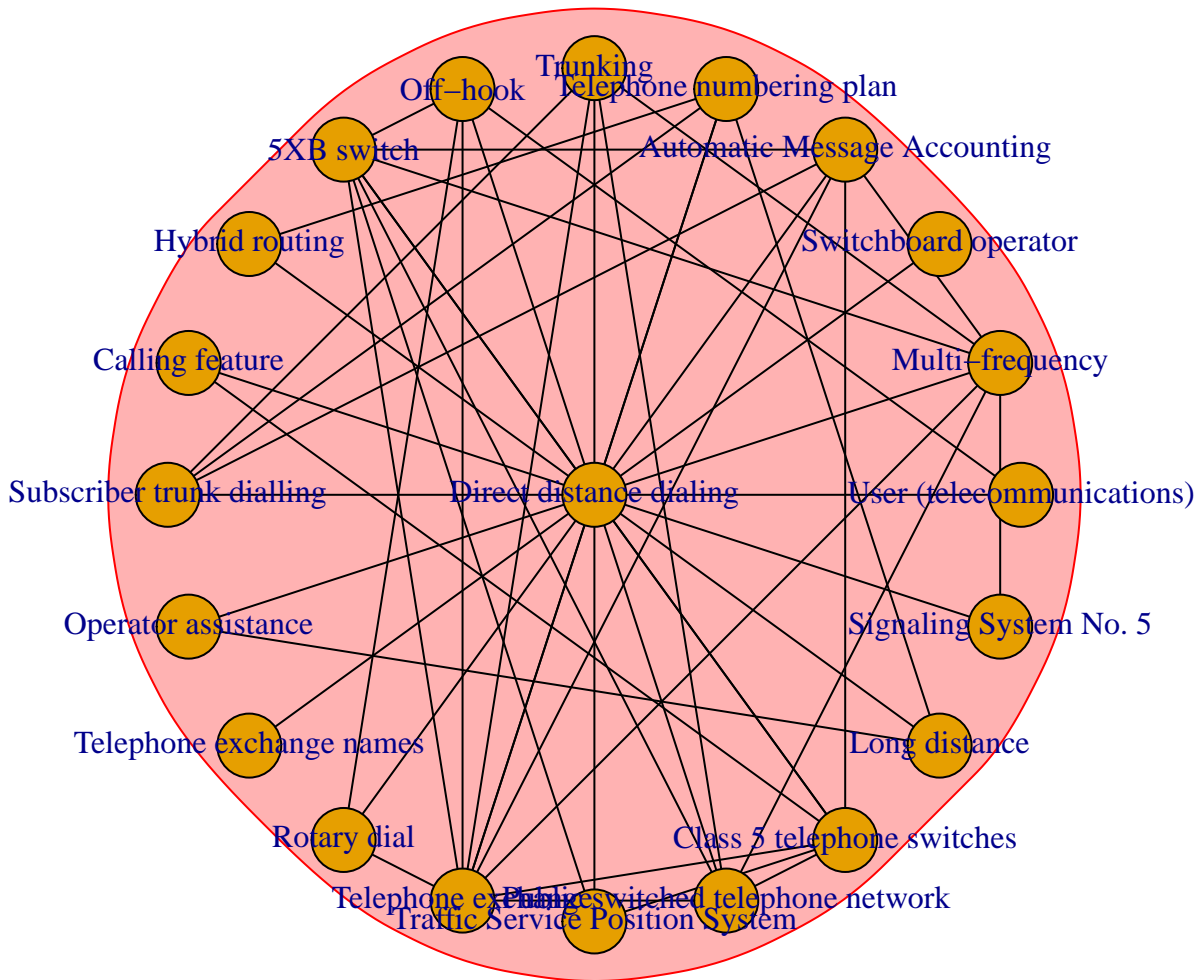 Trunking
Telephone numbering plan
Off−hook
Automatic Message Accounting
5XB switch
Hybrid routing
Switchboard operator
Calling feature
Multi−frequency
Subscriber trunk dialling
Direct distance dialing
User (telecommunications)
Operator assistance
Signaling System No. 5
Telephone exchange names
Long distance
Rotary dial
Class 5 telephone switches
Telephone exchange
Public switched telephone network
Traffic Service Position System